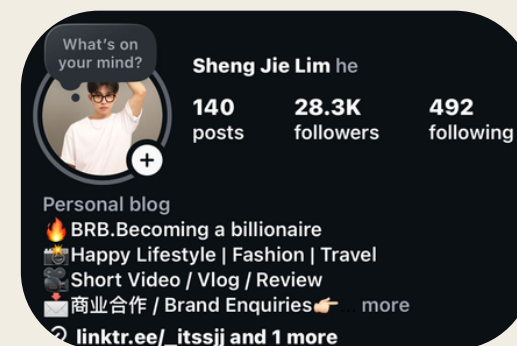 What's on
your mind?
Sheng Jie Lim he
140 28.3K 492
posts followers following
Personal blog
🔥BRB.Becoming a billionaire
📸Happy Lifestyle | Fashion | Travel
🎥Short Video / Vlog / Review
📩商业合作 / Brand Enquiries👉🏻... more
linktr.ee/_itssjj and 1 more